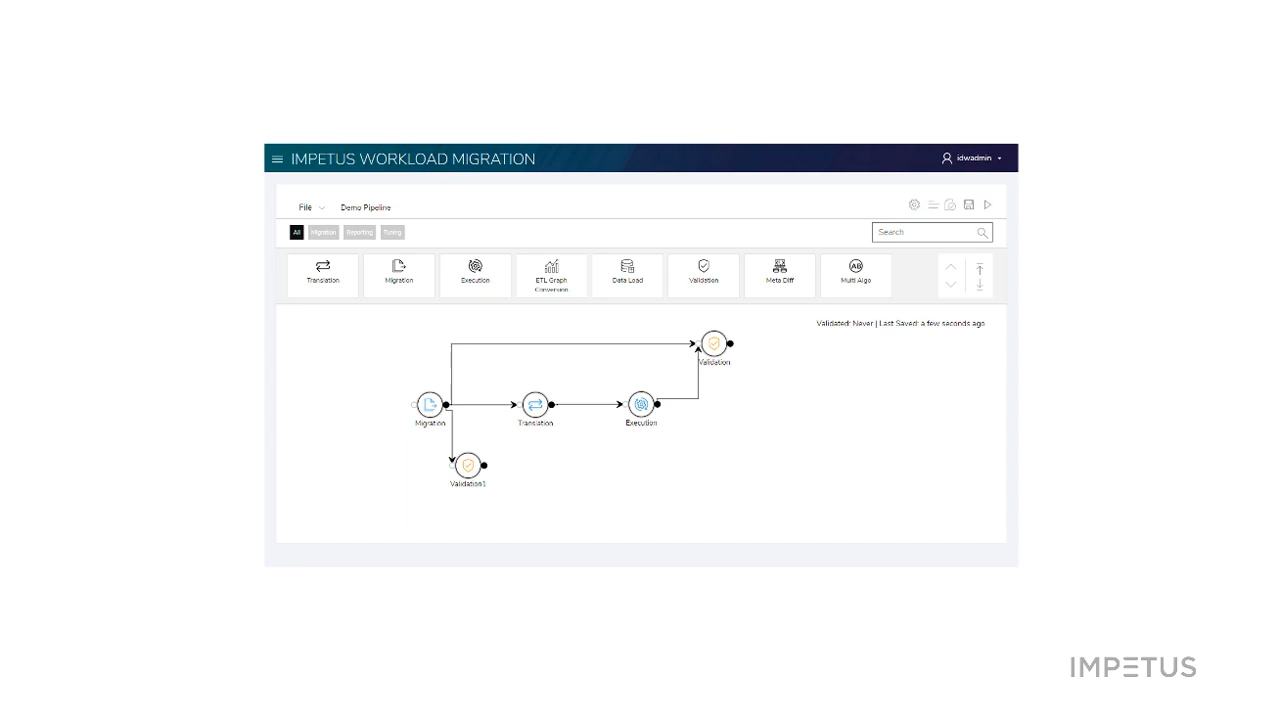 IMPETUS WORKLOAD MIGRATION
idwadmin
File
Demo Pipeline
All
Migration
Reporting
Tuning
Search
Translation
Migration
Execution
ETL Graph
Conversion
Data Load
Validation
Meta Diff
AB
Multi Algo
Validated: Never | Last Saved: a few seconds ago
Validation
Migration
Translation
Execution
Validation1
IMPETUS